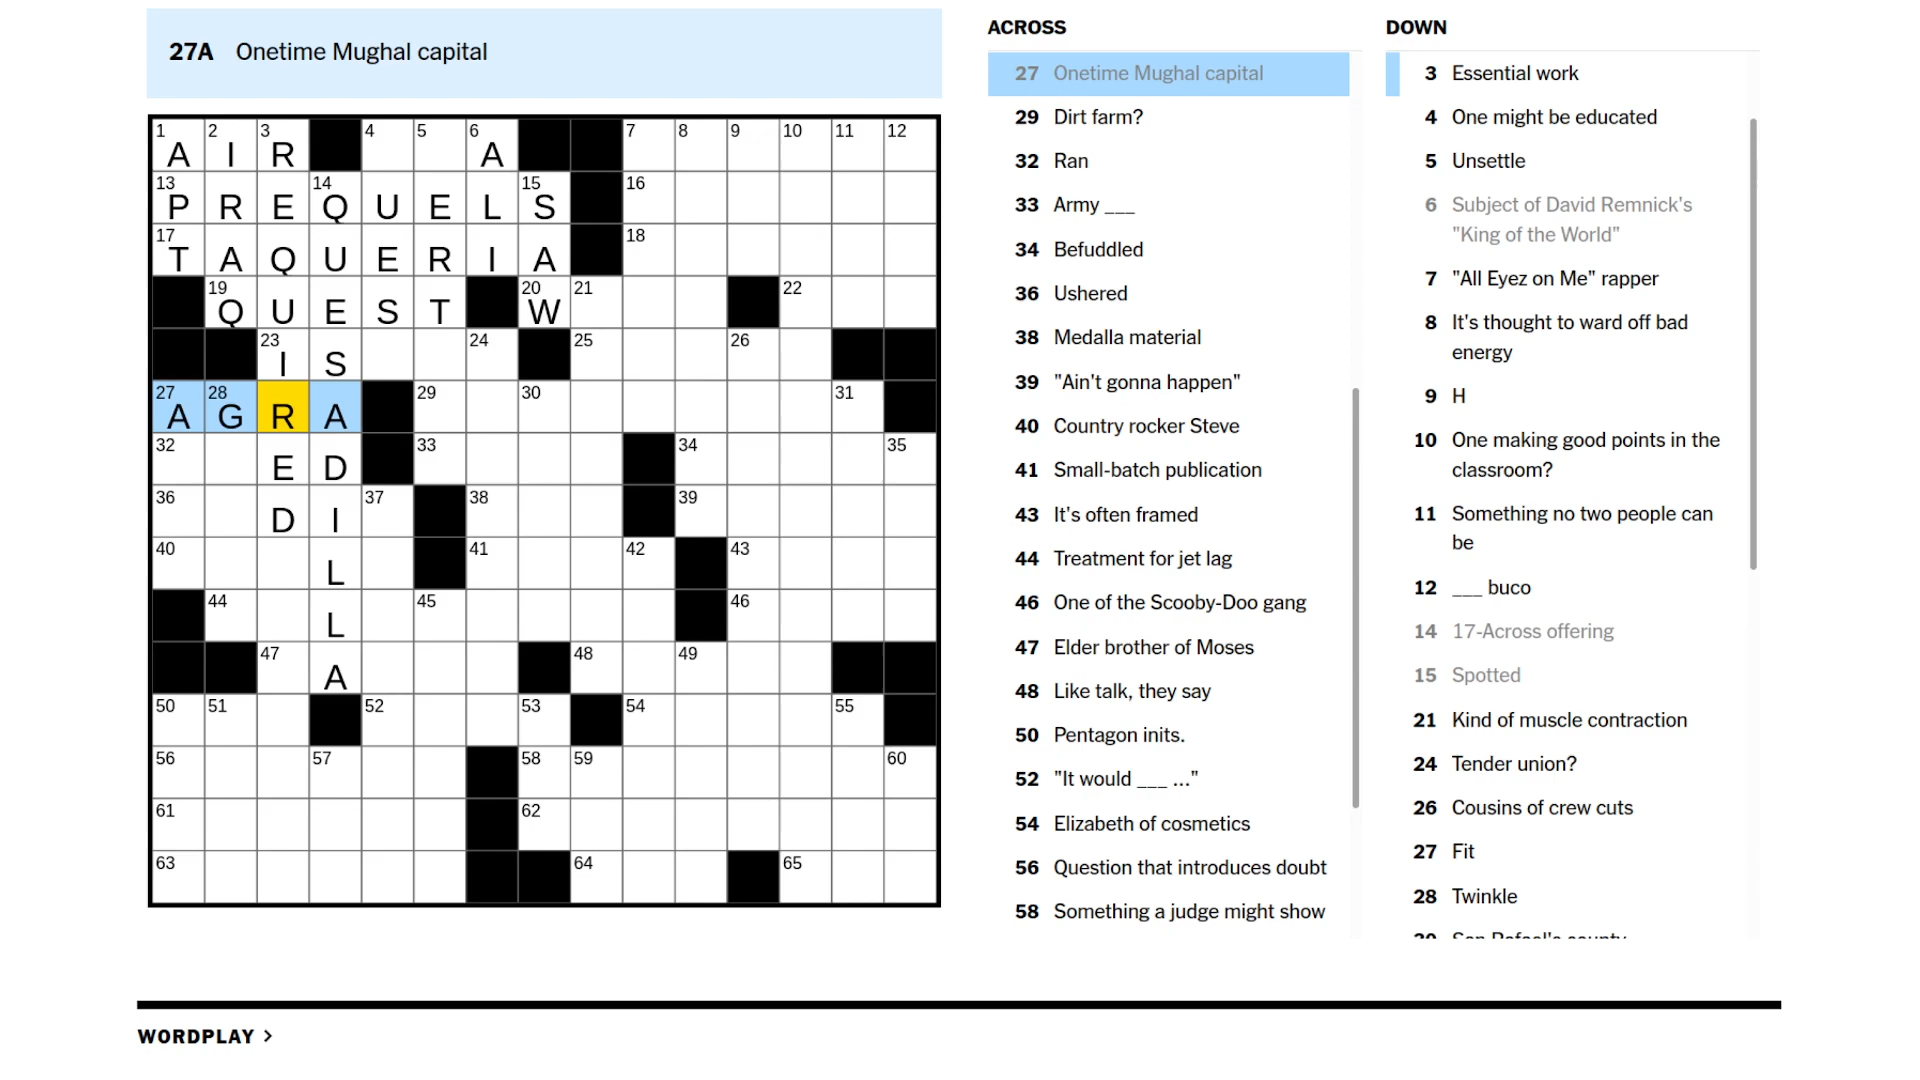 27A Onetime Mughal capital
1 2 3 4 5 6 7 8 9 10 11 12
A I R A
13 14 15 16
P R E Q U E L S
17 18
T A Q U E R I A
19 20 21 22
Q U E S T W
23 24 25 26
I S
27 28 29 30 31
A G R A
32 33 34 35
E D
36 37 38 39
D I
40 41 42 43
L
44 45 46
L
47 48 49
A
50 51 52 53 54 55
56 57 58 59 60
61 62
63 64 65
ACROSS
27 Onetime Mughal capital
29 Dirt farm?
32 Ran
33 Army ___
34 Befuddled
36 Ushered
38 Medalla material
39 "Ain't gonna happen"
40 Country rocker Steve
41 Small-batch publication
43 It's often framed
44 Treatment for jet lag
46 One of the Scooby-Doo gang
47 Elder brother of Moses
48 Like talk, they say
50 Pentagon inits.
52 "It would ___ ..."
54 Elizabeth of cosmetics
56 Question that introduces doubt
58 Something a judge might show
DOWN
3 Essential work
4 One might be educated
5 Unsettle
6 Subject of David Remnick's
"King of the World"
7 "All Eyez on Me" rapper
8 It's thought to ward off bad
energy
9 H
10 One making good points in the
classroom?
11 Something no two people can
be
12 ___ buco
14 17-Across offering
15 Spotted
21 Kind of muscle contraction
24 Tender union?
26 Cousins of crew cuts
27 Fit
28 Twinkle
30 San Rafael's county
WORDPLAY >